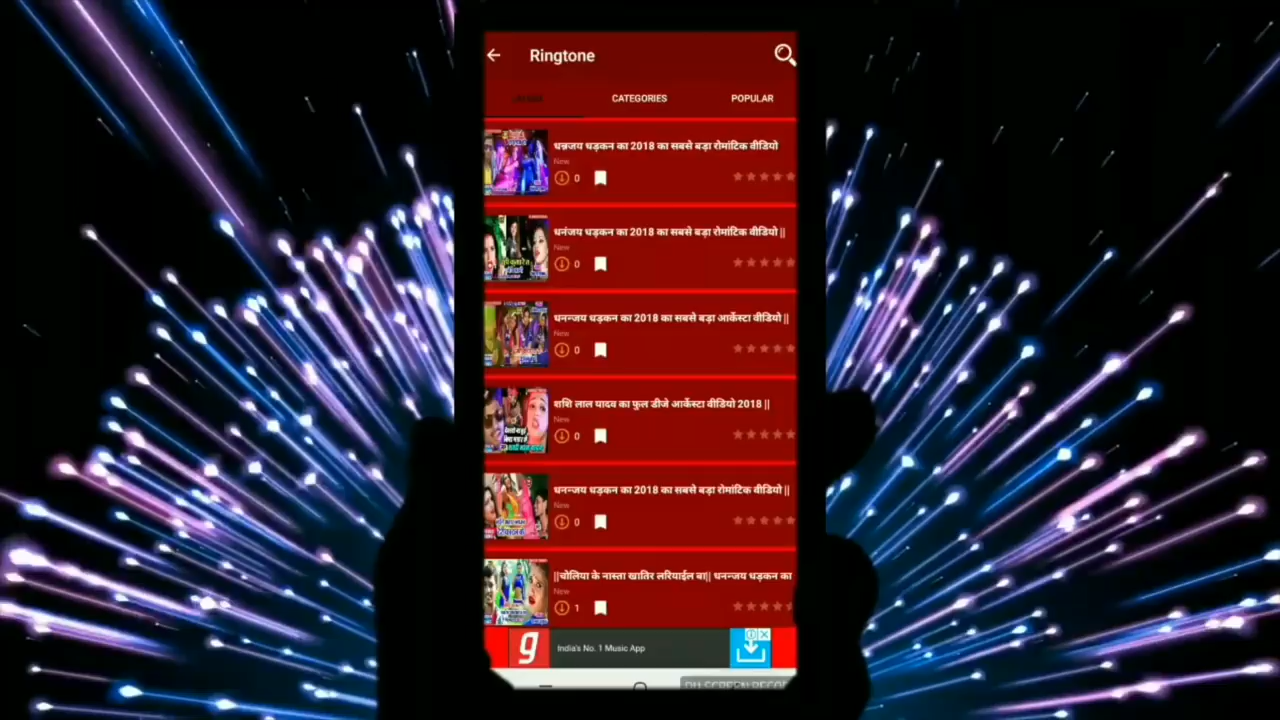 Ringtone
CATEGORIES
POPULAR
धन्नजय धड़कन का 2018 का सबसे बड़ा रोमांटिक वीडियो
New
0
धनंजय धड़कन का 2018 का सबसे बड़ा रोमांटिक वीडियो ||
New
0
धनन्जय धड़कन का 2018 का सबसे बड़ा आर्केस्टा वीडियो ||
New
0
शशि लाल यादव का फुल डीजे आर्केस्टा वीडियो 2018 ||
New
0
धनन्जय धड़कन का 2018 का सबसे बड़ा रोमांटिक वीडियो ||
New
0
||चोलिया के नास्ता खातिर लरियाईल बा|| धनन्जय धड़कन का
New
1
g
India's No. 1 Music App